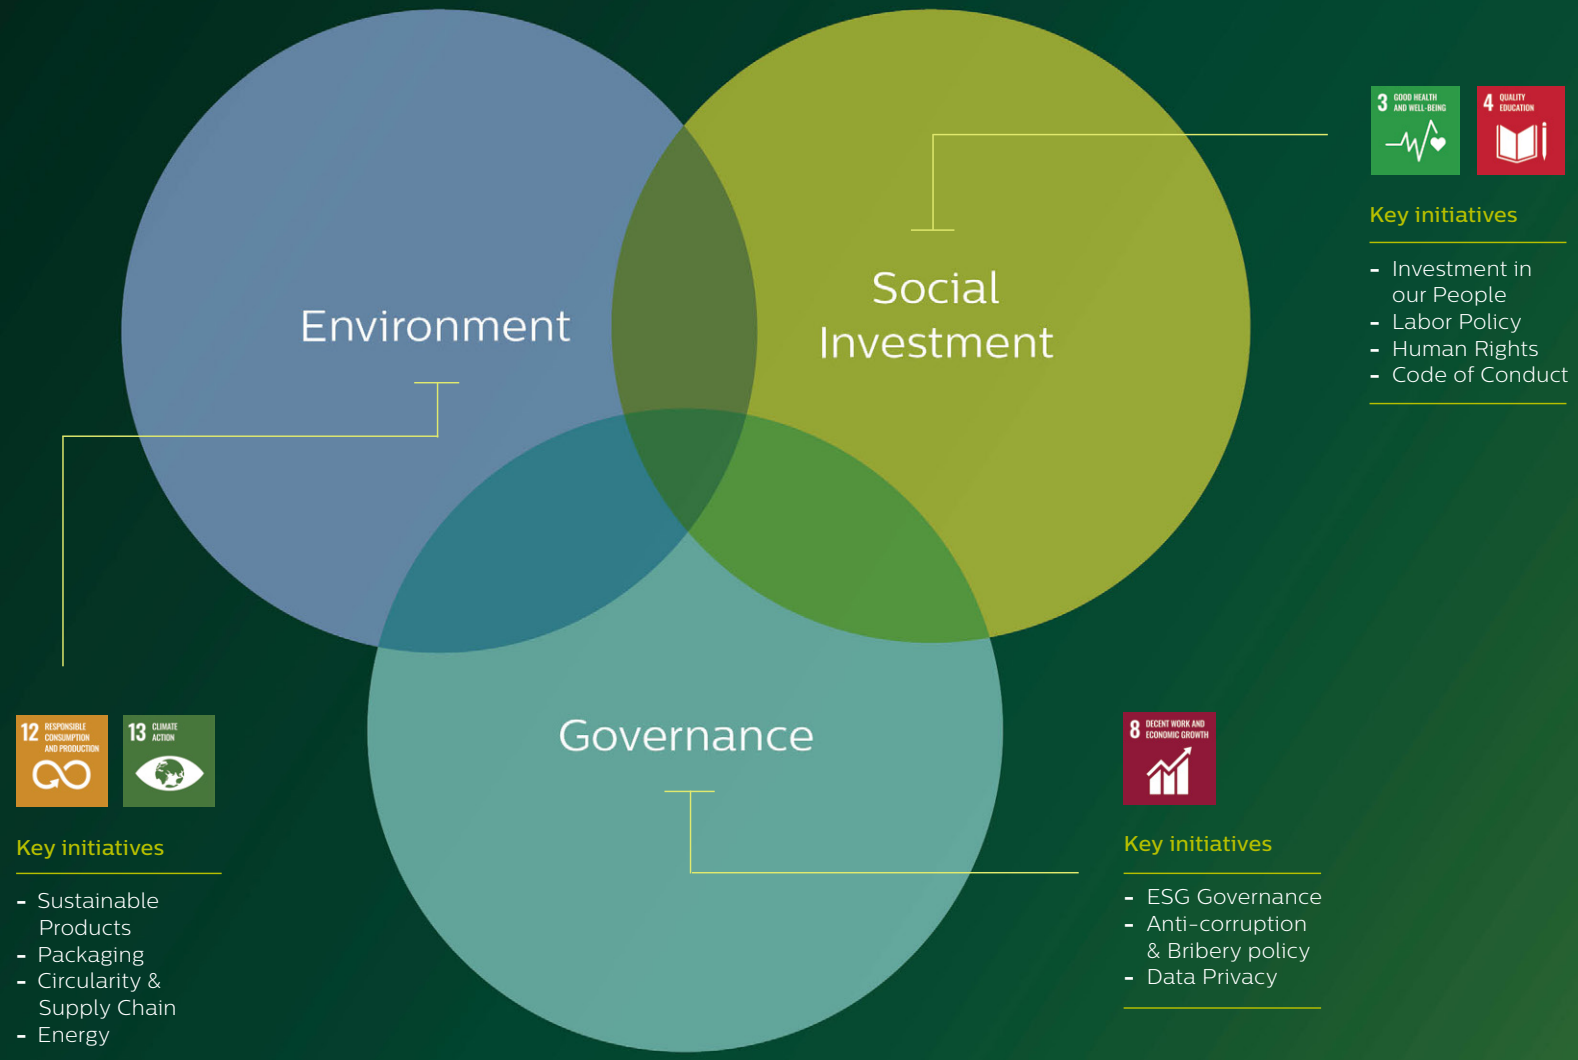 Environment
Social
Investment
Governance
3 GOOD HEALTH
AND WELL-BEING
4 QUALITY
EDUCATION
Key initiatives
- Investment in
our People
- Labor Policy
- Human Rights
- Code of Conduct
12 RESPONSIBLE
CONSUMPTION
AND PRODUCTION
13 CLIMATE
ACTION
Key initiatives
- Sustainable
Products
- Packaging
- Circularity &
Supply Chain
- Energy
8 DECENT WORK AND
ECONOMIC GROWTH
Key initiatives
- ESG Governance
- Anti-corruption
& Bribery policy
- Data Privacy